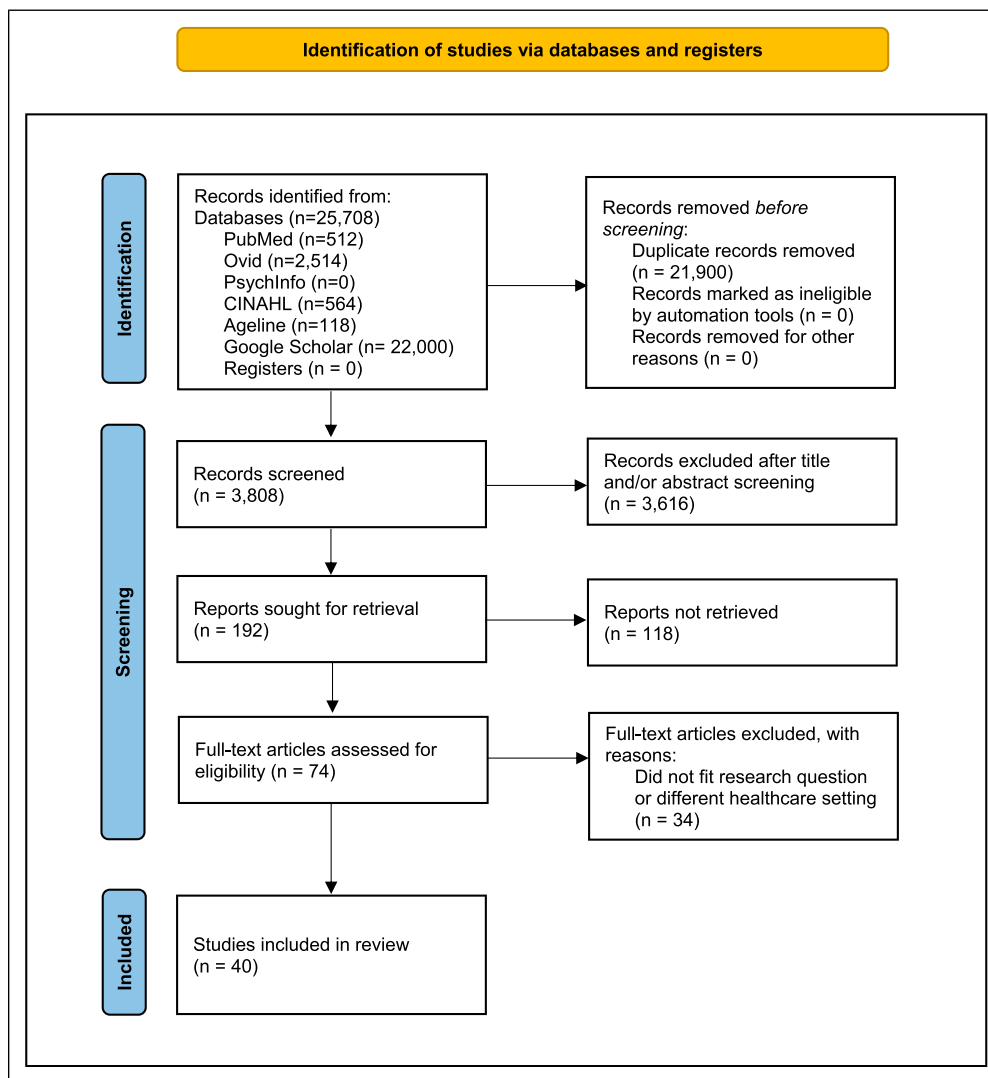 Identification of studies via databases and registers
Identification
Records identified from:
Databases (n=25,708)
PubMed (n=512)
Ovid (n=2,514)
PsychInfo (n=0)
CINAHL (n=564)
Ageline (n=118)
Google Scholar (n= 22,000)
Registers (n = 0)
Records removed before
screening:
Duplicate records removed
(n = 21,900)
Records marked as ineligible
by automation tools (n = 0)
Records removed for other
reasons (n = 0)
Screening
Records screened
(n = 3,808)
Records excluded after title
and/or abstract screening
(n = 3,616)
Reports sought for retrieval
(n = 192)
Reports not retrieved
(n = 118)
Full-text articles assessed for
eligibility (n = 74)
Full-text articles excluded, with
reasons:
Did not fit research question
or different healthcare setting
(n = 34)
Included
Studies included in review
(n = 40)